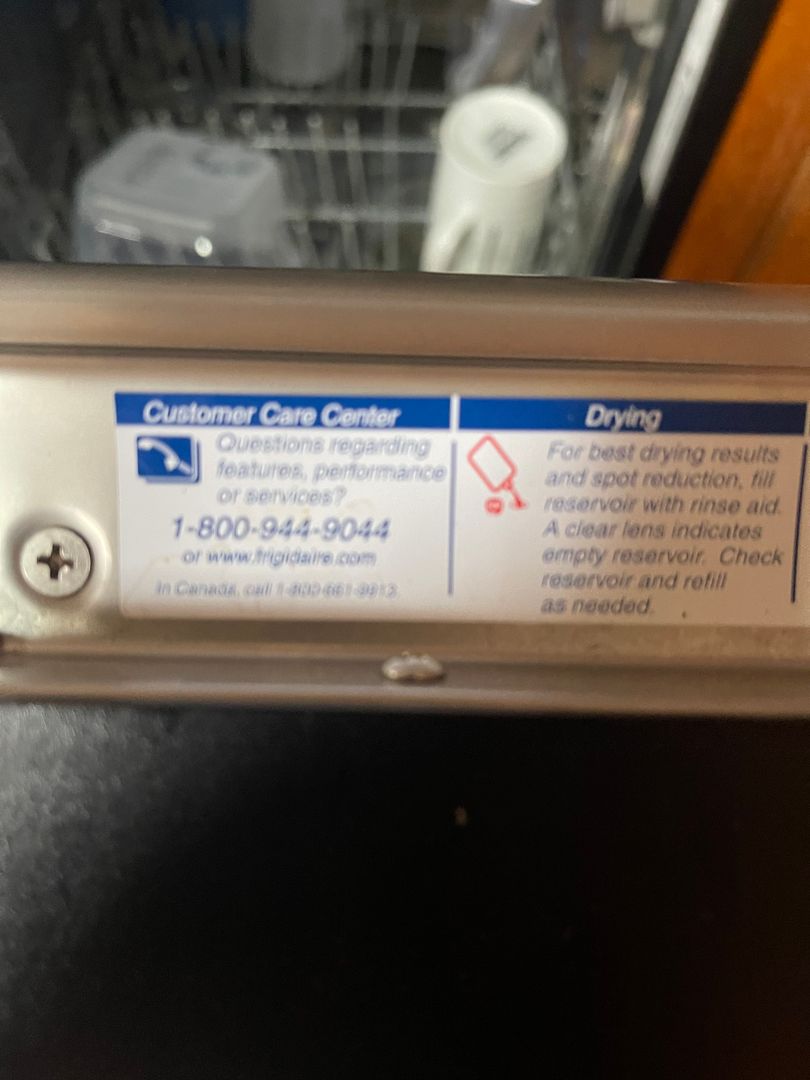 Customer Care Center
Questions regarding
features, performance
or services?
1-800-944-9044
or www.frigidaire.com
In Canada, call
Drying
For best drying results
and spot reduction, fill
reservoir with rinse aid.
A clear lens indicates
empty reservoir. Check
reservoir and refill
as needed.